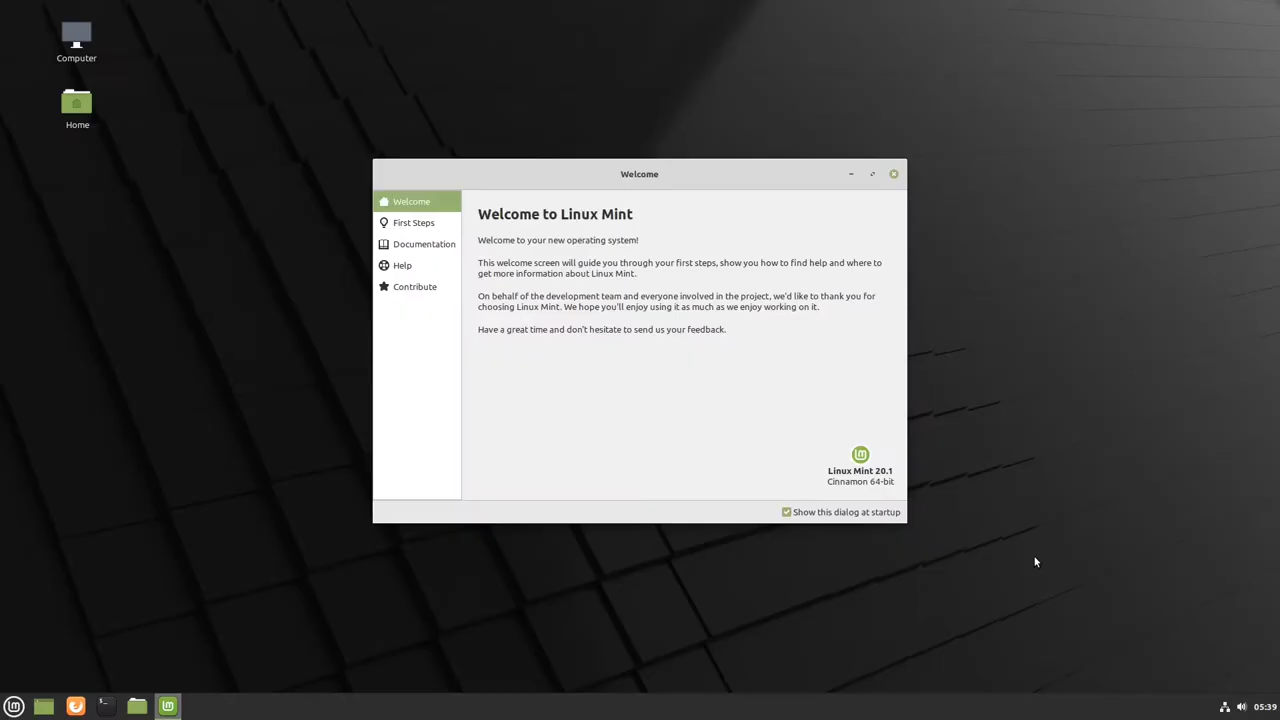 Computer
Home
Welcome
Welcome
First Steps
Documentation
Help
Contribute
Welcome to Linux Mint
Welcome to your new operating system!
This welcome screen will guide you through your first steps, show you how to find help and where to
get more information about Linux Mint.
On behalf of the development team and everyone involved in the project, we'd like to thank you for
choosing Linux Mint. We hope you'll enjoy using it as much as we enjoy working on it.
Have a great time and don't hesitate to send us your feedback.
Linux Mint 20.1
Cinnamon 64-bit
Show this dialog at startup
05:39